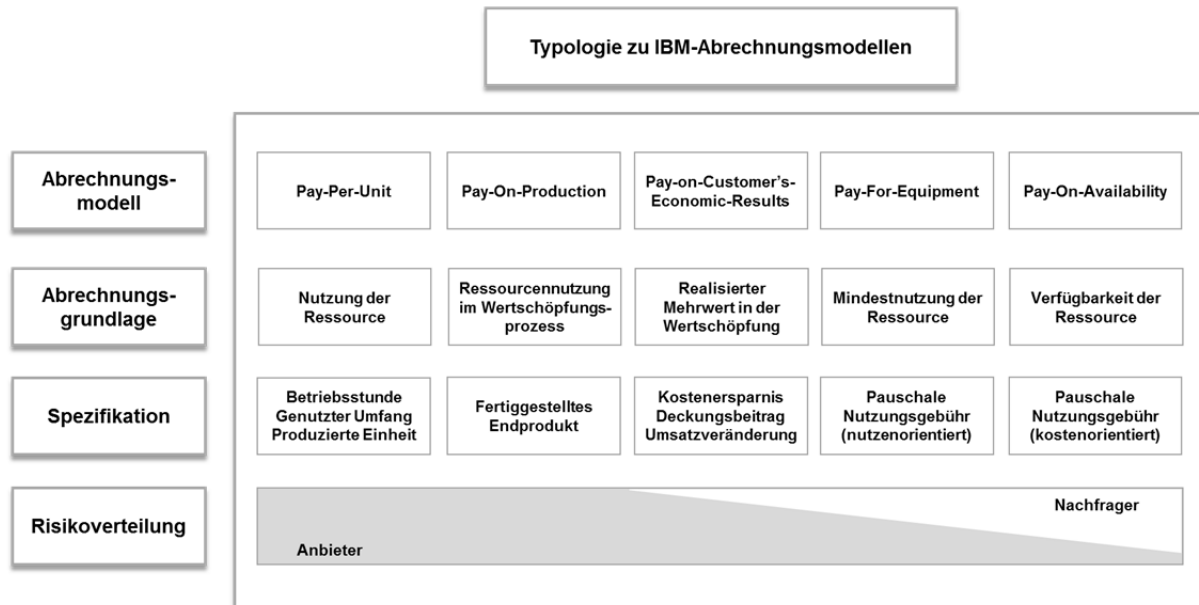 Typologie zu IBM-Abrechnungsmodellen
Abrechnungs-
modell
Pay-Per-Unit
Pay-On-Production
Pay-on-Customer's-
Economic-Results
Pay-For-Equipment
Pay-On-Availability
Abrechnungs-
grundlage
Nutzung der
Ressource
Ressourcennutzung
im Wertschöpfungs-
prozess
Realisierter
Mehrwert in der
Wertschöpfung
Mindestnutzung der
Ressource
Verfügbarkeit der
Ressource
Spezifikation
Betriebsstunde
Genutzter Umfang
Produzierte Einheit
Fertiggestelltes
Endprodukt
Kostenersparnis
Deckungsbeitrag
Umsatzveränderung
Pauschale
Nutzungsgebühr
(nutzenorientiert)
Pauschale
Nutzungsgebühr
(kostenorientiert)
Risikoverteilung
Nachfrager
Anbieter